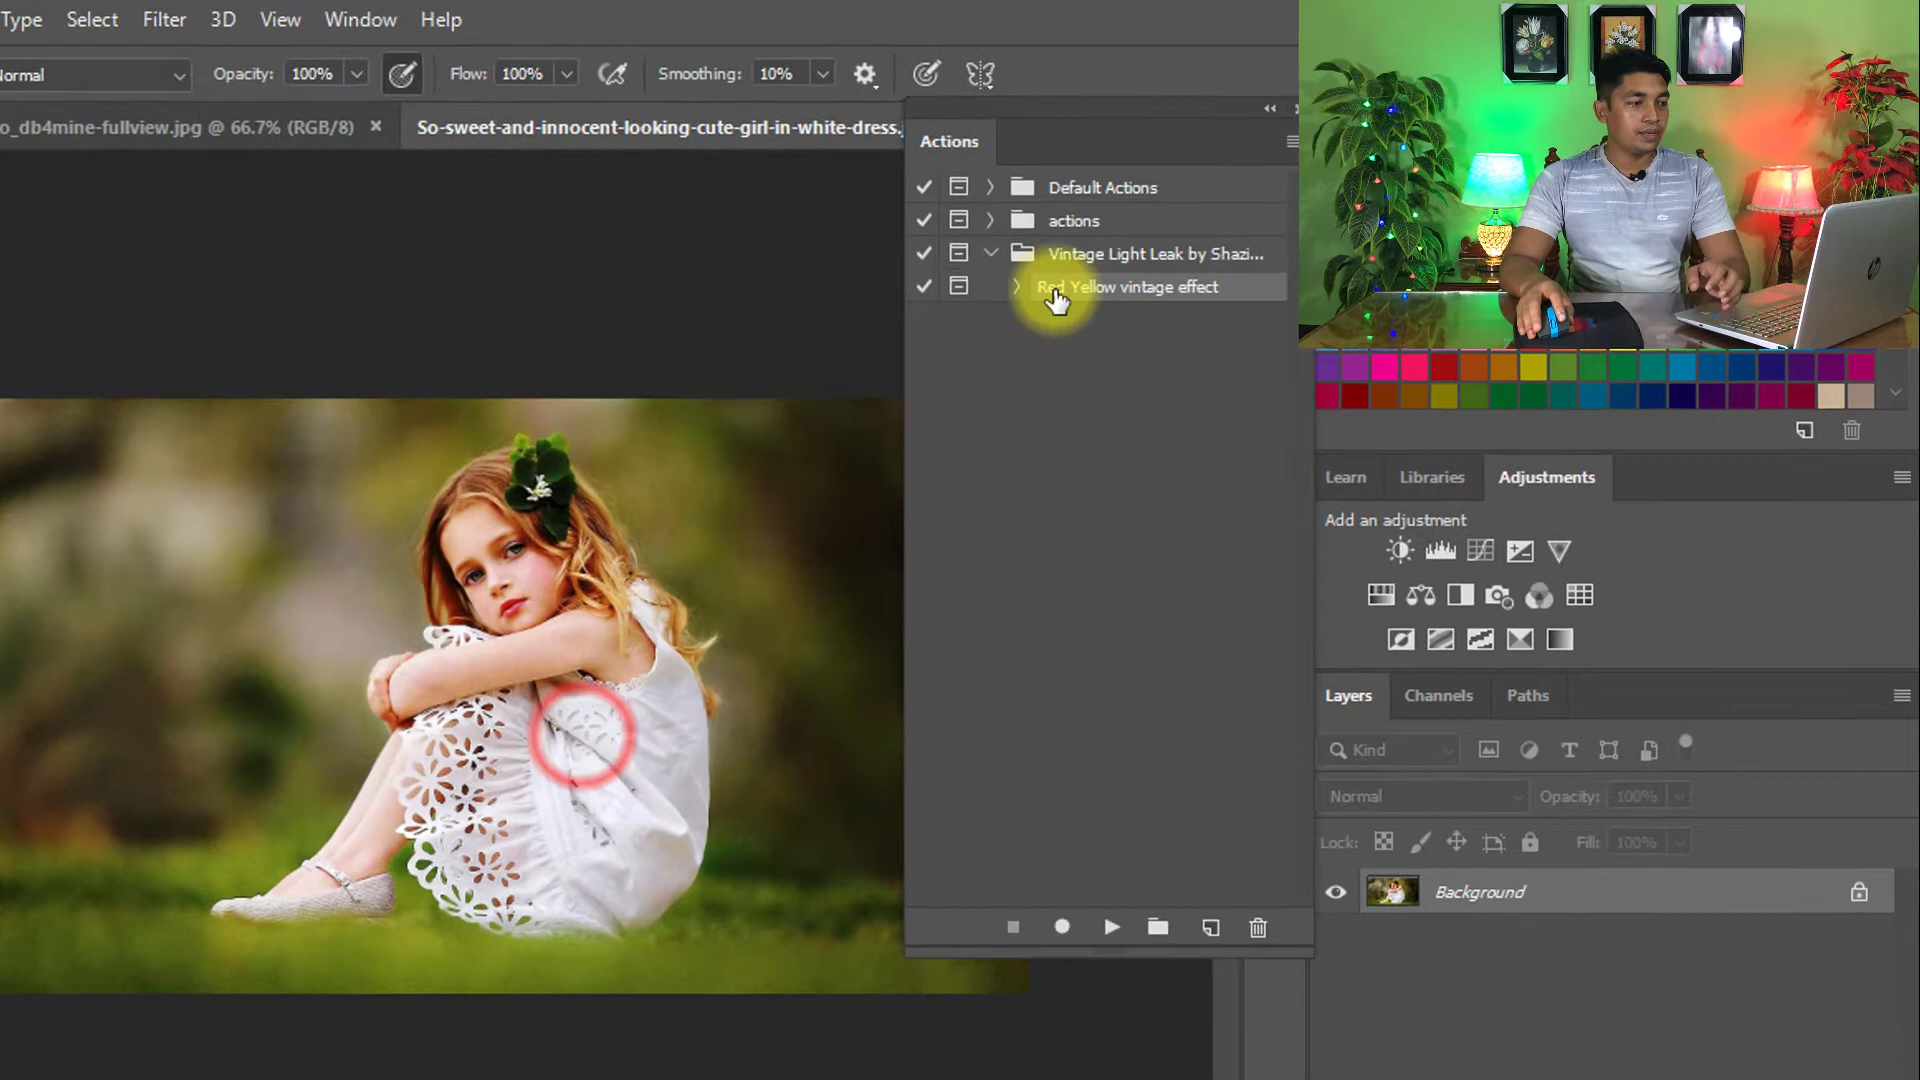 Type Select Filter 3D View Window Help
Normal Opacity: 100% Flow: 100% Smoothing: 10%
o_db4mine-fullview.jpg @ 66.7% (RGB/8) × So-sweet-and-innocent-looking-cute-girl-in-white-dress.j
Actions
Default Actions
actions
Vintage Light Leak by Shazi...
Red Yellow vintage effect
Learn Libraries Adjustments
Add an adjustment
Layers Channels Paths
Kind
Normal Opacity: 100%
Lock: Fill: 100%
Background